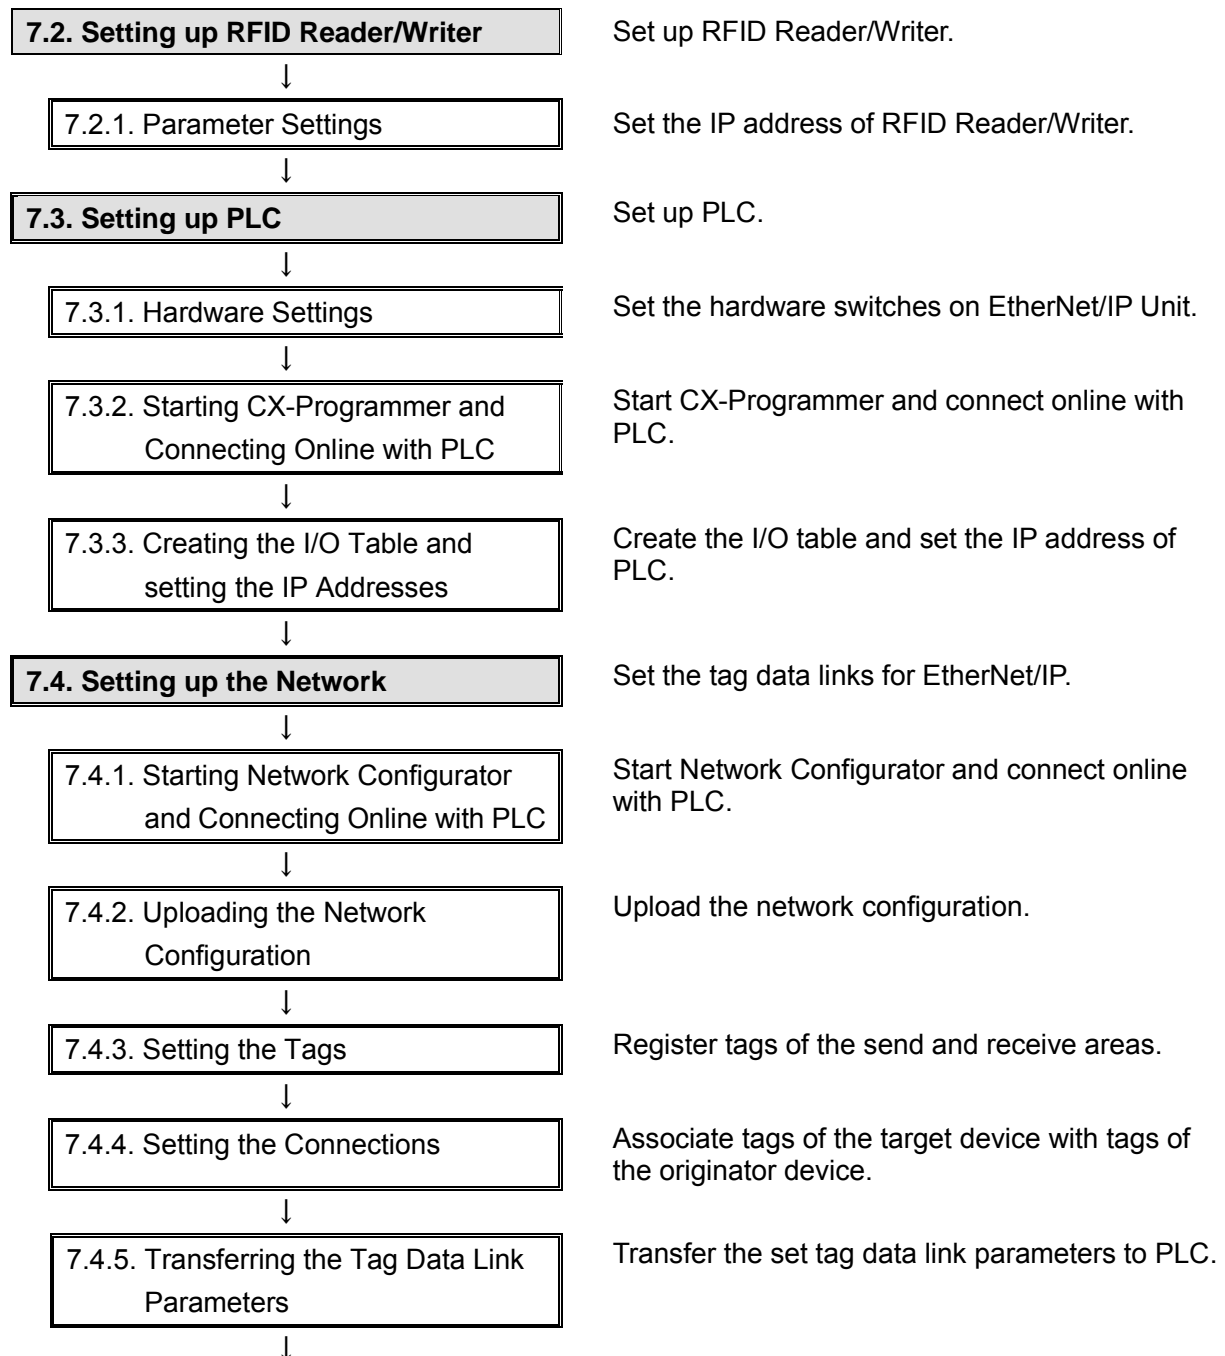 7.2. Setting up RFID Reader/Writer
Set up RFID Reader/Writer.
↓
7.2.1. Parameter Settings
Set the IP address of RFID Reader/Writer.
↓
7.3. Setting up PLC
Set up PLC.
↓
7.3.1. Hardware Settings
Set the hardware switches on EtherNet/IP Unit.
↓
7.3.2. Starting CX-Programmer and
Connecting Online with PLC
Start CX-Programmer and connect online with
PLC.
↓
7.3.3. Creating the I/O Table and
setting the IP Addresses
Create the I/O table and set the IP address of
PLC.
↓
7.4. Setting up the Network
Set the tag data links for EtherNet/IP.
↓
7.4.1. Starting Network Configurator
and Connecting Online with PLC
Start Network Configurator and connect online
with PLC.
↓
7.4.2. Uploading the Network
Configuration
Upload the network configuration.
↓
7.4.3. Setting the Tags
Register tags of the send and receive areas.
↓
7.4.4. Setting the Connections
Associate tags of the target device with tags of
the originator device.
↓
7.4.5. Transferring the Tag Data Link
Parameters
Transfer the set tag data link parameters to PLC.
↓